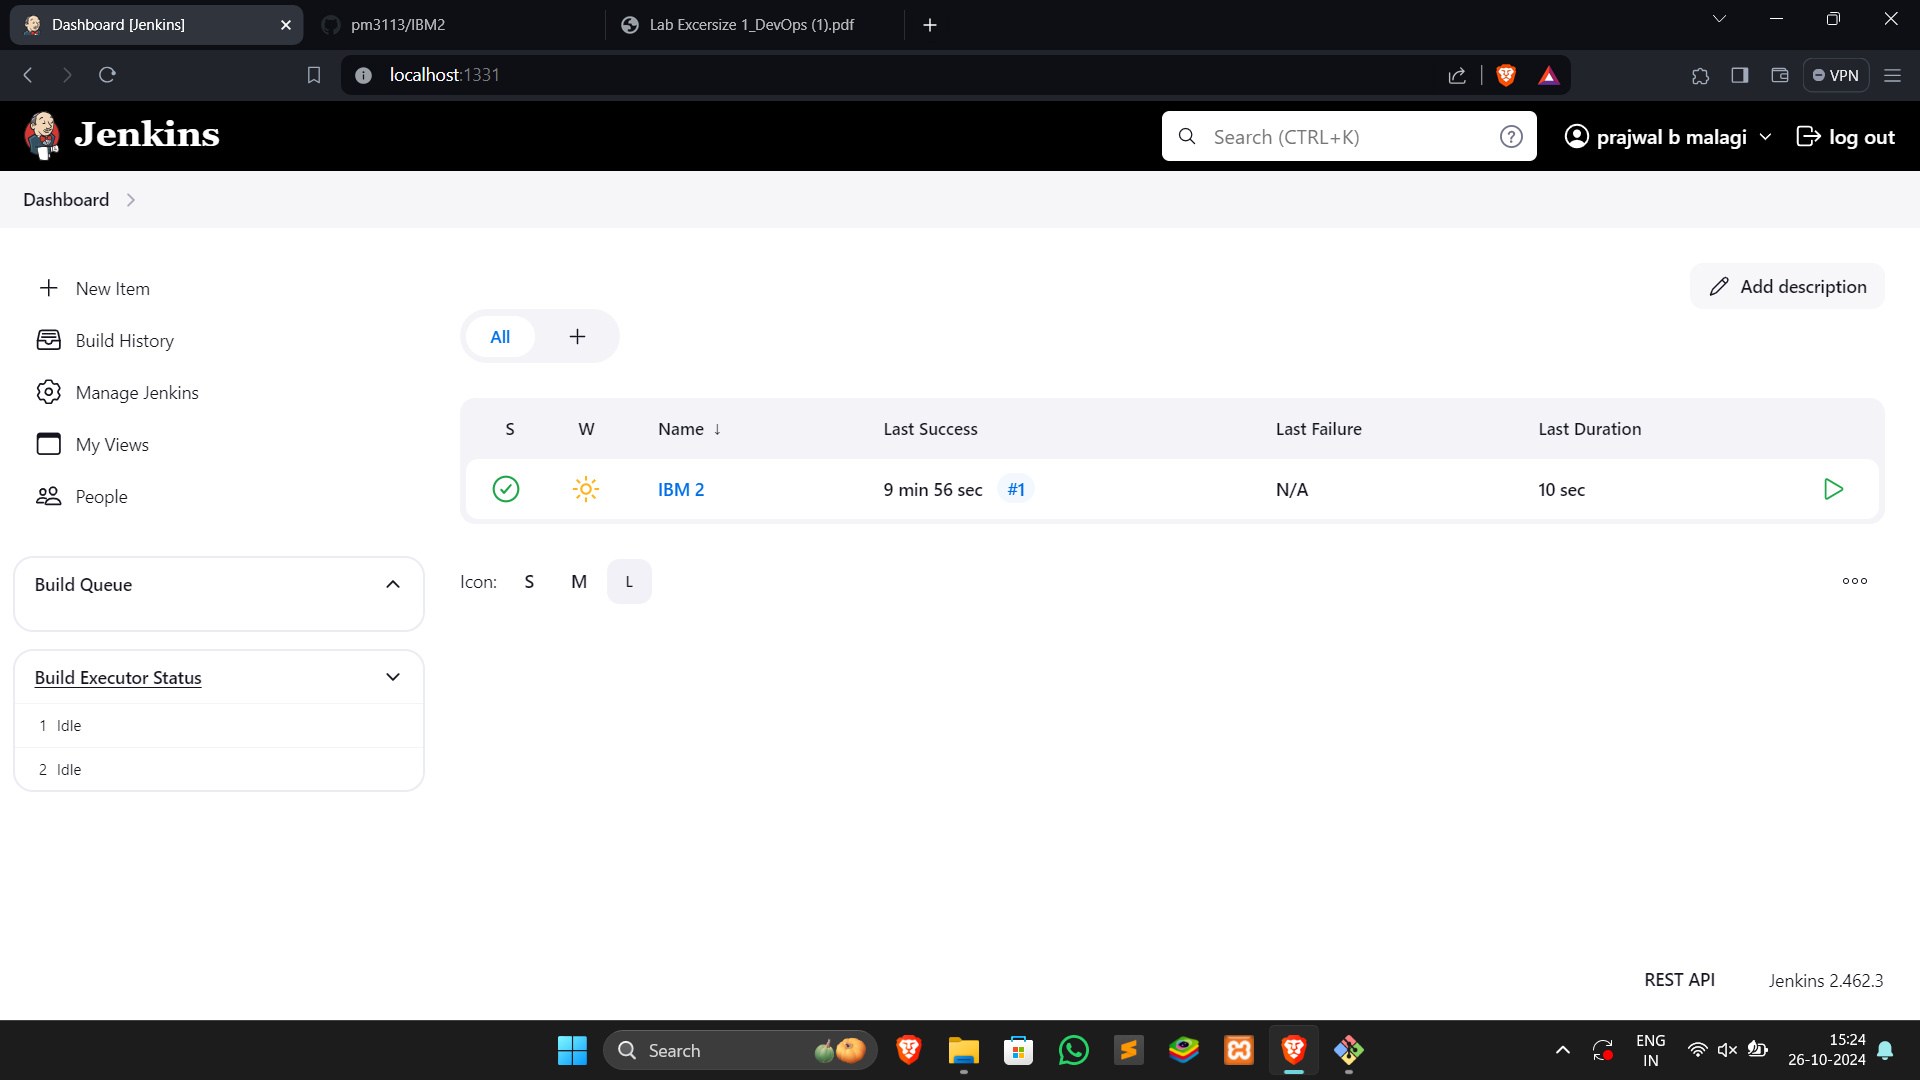 Dashboard [Jenkins]
pm3113/IBM2
Lab Excersize 1_DevOps (1).pdf
localhost:1331
VPN
Jenkins
Search (CTRL+K)
prajwal b malagi
log out
Dashboard
New Item
Build History
Manage Jenkins
My Views
People
Build Queue
Build Executor Status
1 Idle
2 Idle
Add description
All
S W Name ↓ Last Success Last Failure Last Duration
IBM 2 9 min 56 sec #1 N/A 10 sec
Icon: S M L
REST API
Jenkins 2.462.3
Search
ENG
IN
15:24
26-10-2024